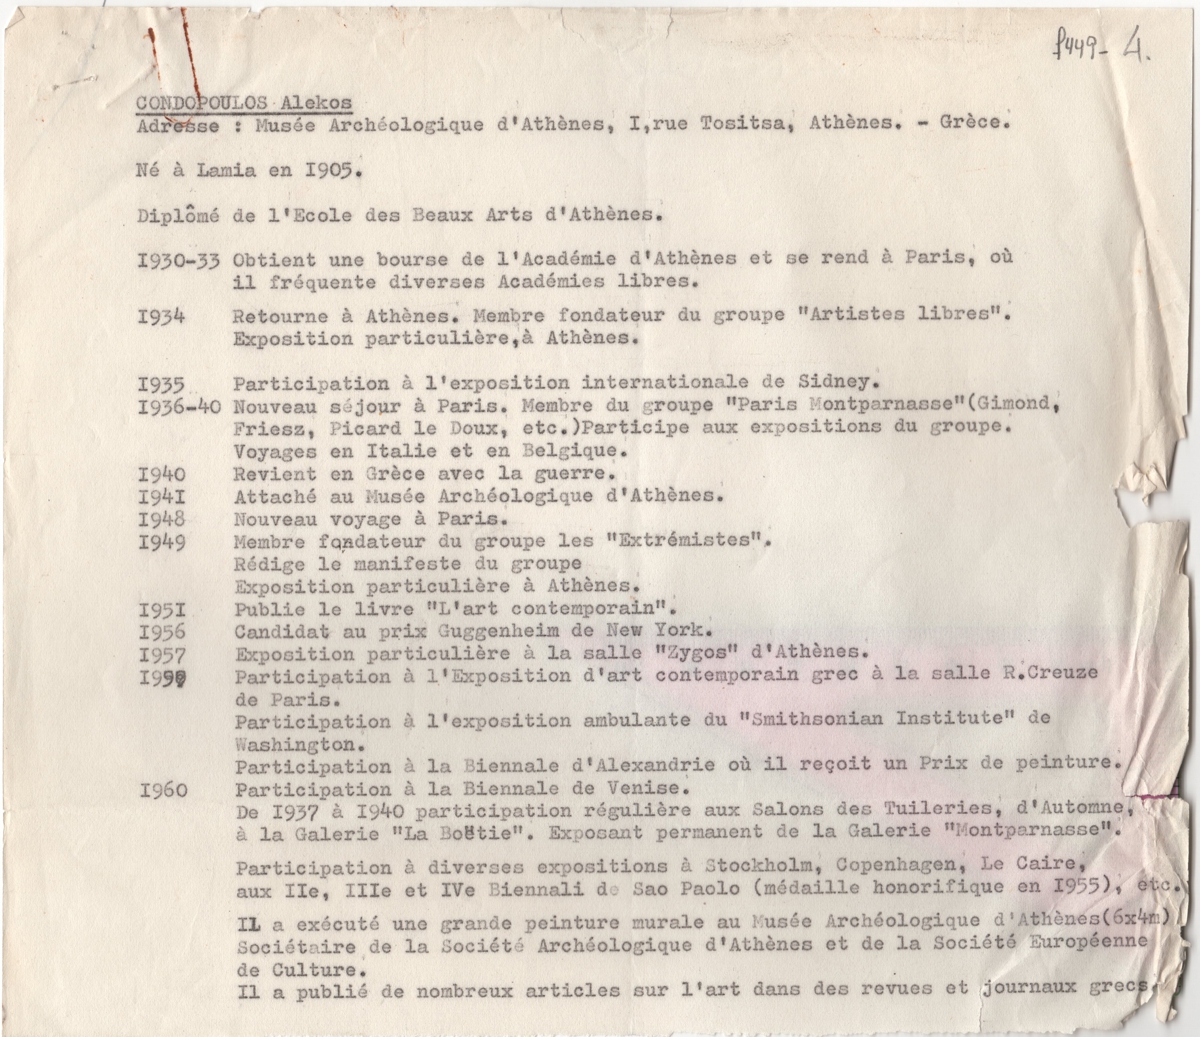 f449- 4.
CONDOPOULOS Alekos
Adresse : Musée Archéologique d'Athènes, I,rue Tositsa, Athènes. - Grèce.
Né à Lamia en I905.
Diplômé de l'Ecole des Beaux Arts d'Athènes.
I930-33 Obtient une bourse de l'Académie d'Athènes et se rend à Paris, où
il fréquente diverses Académies libres.
I934 Retourne à Athènes. Membre fondateur du groupe "Artistes libres".
Exposition particulière,à Athènes.
I935 Participation à l'exposition internationale de Sidney.
I936-40 Nouveau séjour à Paris. Membre du groupe "Paris Montparnasse"(Gimond,
Friesz, Picard le Doux, etc.)Participe aux expositions du groupe.
Voyages en Italie et en Belgique.
I940 Revient en Grèce avec la guerre.
I94I Attaché au Musée Archéologique d'Athènes.
I948 Nouveau voyage à Paris.
I949 Membre fondateur du groupe les "Extrémistes".
Rédige le manifeste du groupe
Exposition particulière à Athènes.
I95I Publie le livre "L'art contemporain".
I956 Candidat au prix Guggenheim de New York.
I957 Exposition particulière à la salle "Zygos" d'Athènes.
Participation à l'Exposition d'art contemporain grec à la salle R.Creuze
de Paris.
Participation à l'exposition ambulante du "Smithsonian Institute" de
Washington.
Participation à la Biennale d'Alexandrie où il reçoit un Prix de peinture.
I960 Participation à la Biennale de Venise.
De I937 à I940 participation régulière aux Salons des Tuileries, d'Automne,
à la Galerie "La Boëtie". Exposant permanent de la Galerie "Montparnasse".
Participation à diverses expositions à Stockholm, Copenhagen, Le Caire,
aux IIe, IIIe et IVe Biennali de Sao Paolo (médaille honorifique en I955), etc.
IL a exécuté une grande peinture murale au Musée Archéologique d'Athènes(6x4m)
Sociétaire de la Société Archéologique d'Athènes et de la Société Européenne
de Culture.
Il a publié de nombreux articles sur l'art dans des revues et journaux grecs.